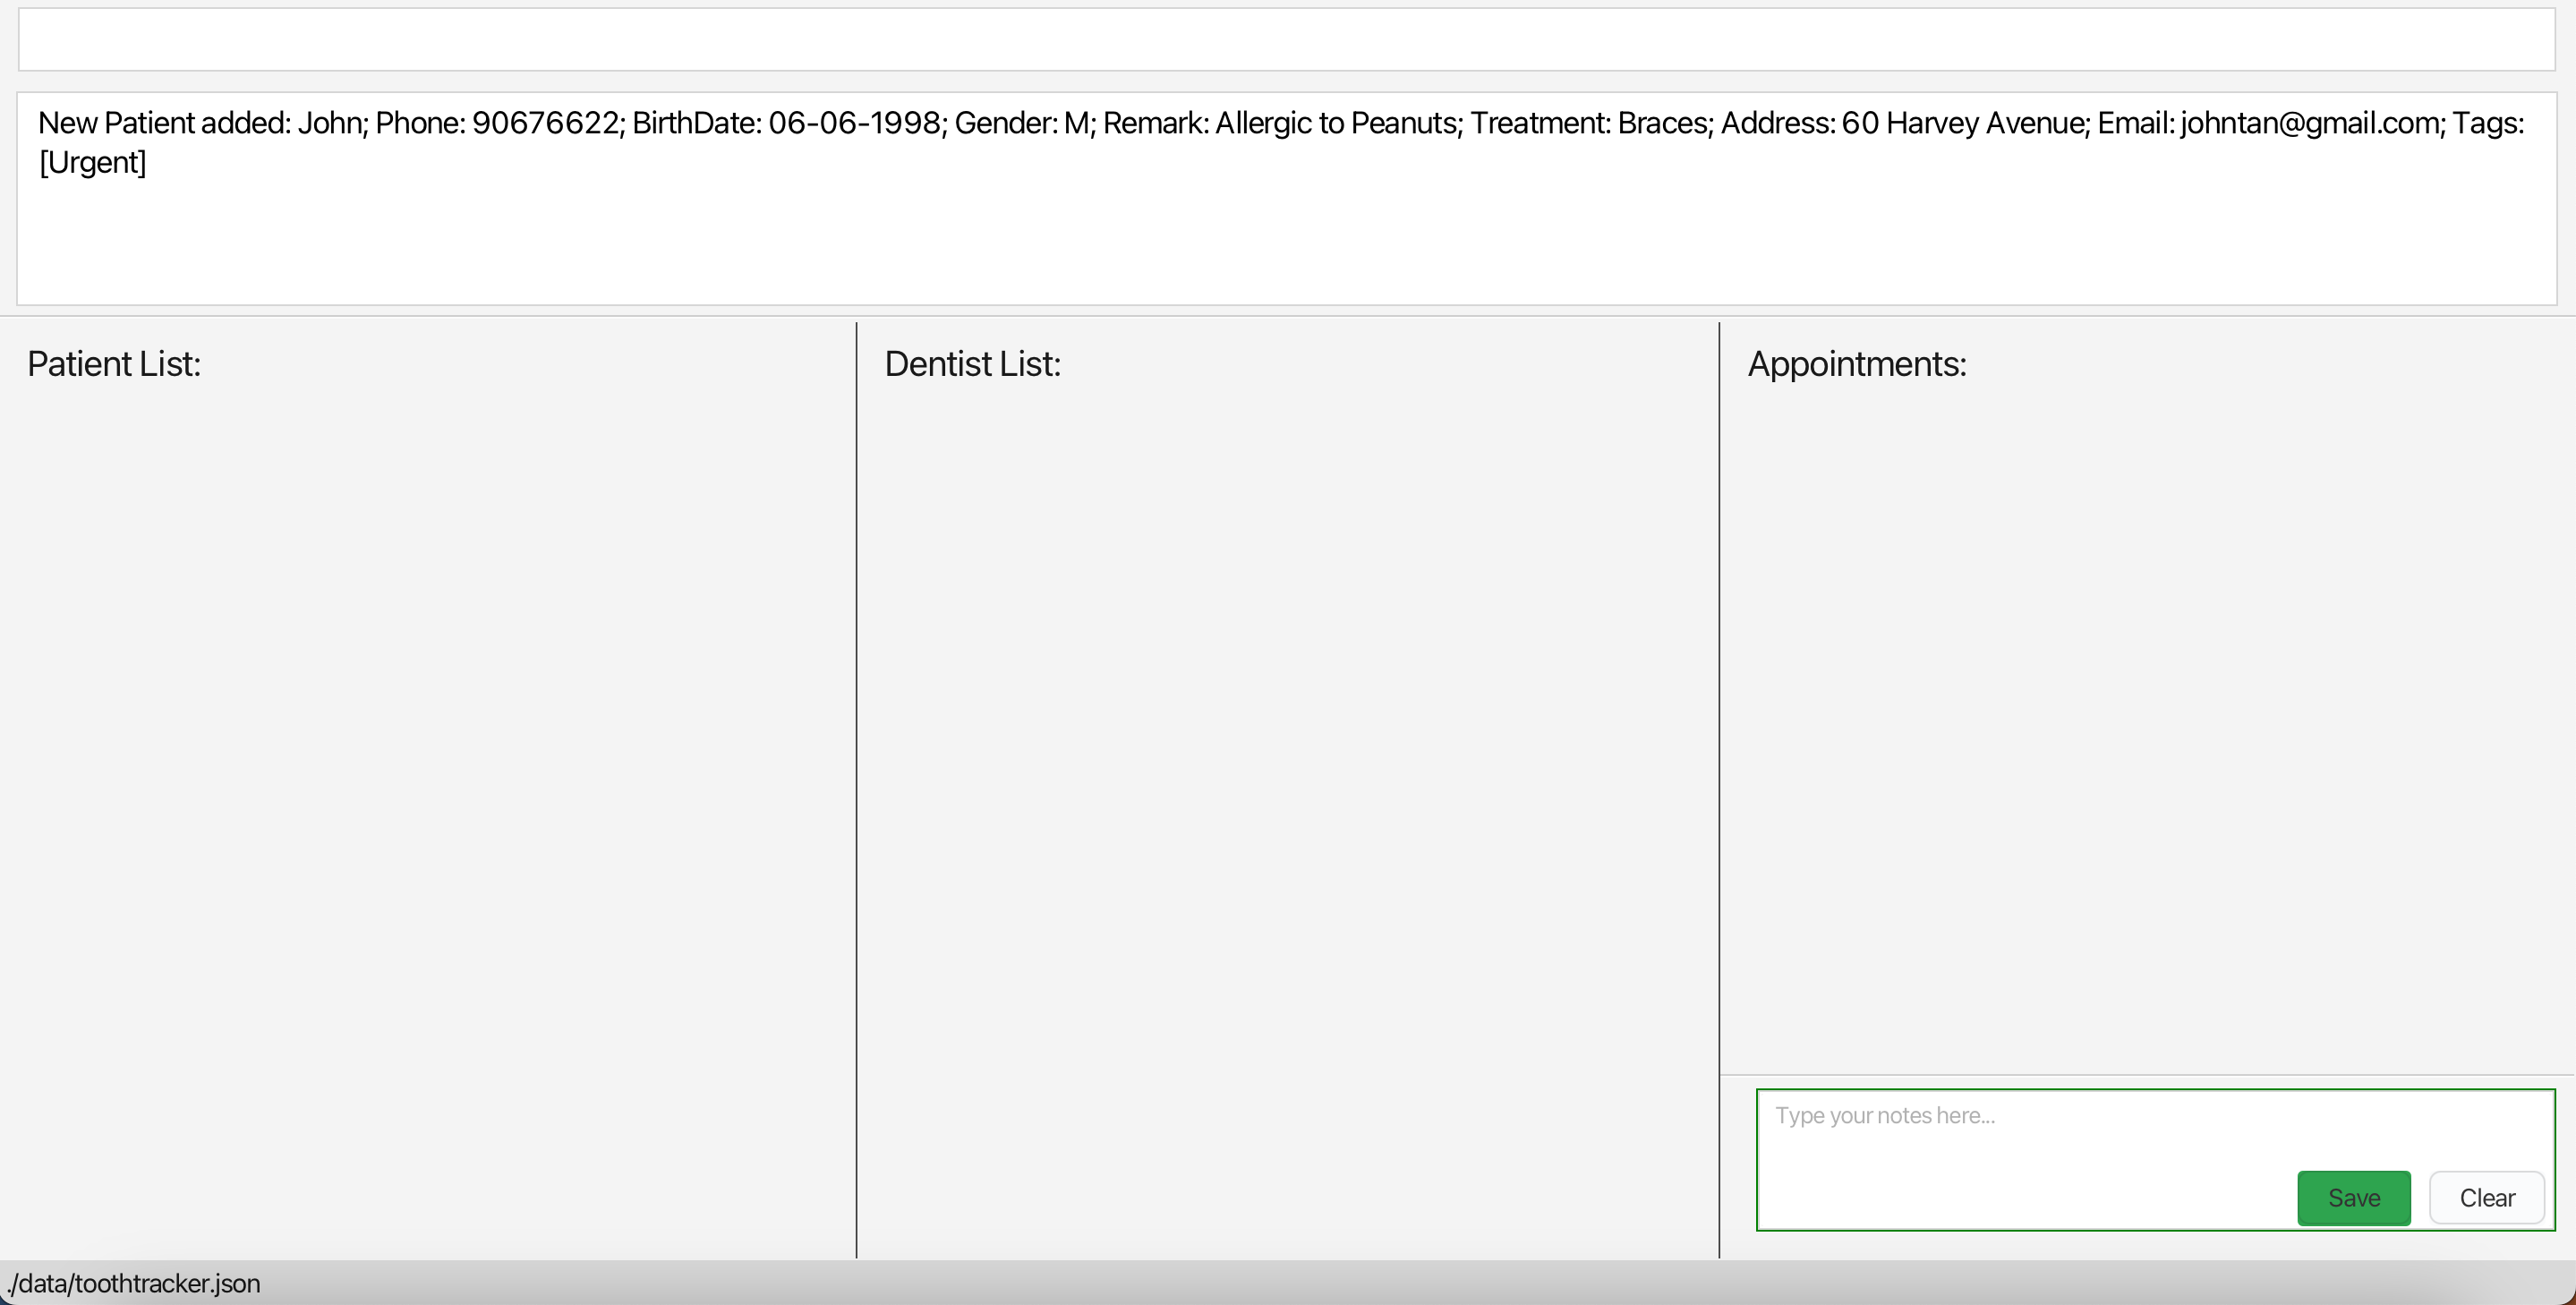 New Patient added: John; Phone: 90676622; BirthDate: 06-06-1998; Gender: M; Remark: Allergic to Peanuts; Treatment: Braces; Address: 60 Harvey Avenue; Email: johntan@gmail.com; Tags:
[Urgent]
Patient List:
Dentist List:
Appointments:
Type your notes here...
Save
Clear
./data/toothtracker.json